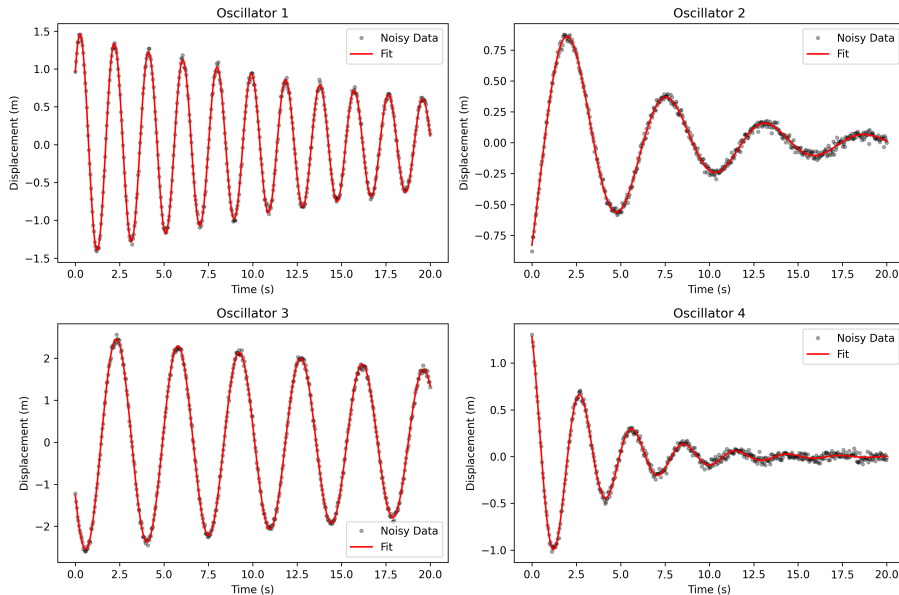 Oscillator 1
1.5
1.0
0.5
0.0
−0.5
−1.0
−1.5
Displacement (m)
Noisy Data
Fit
0.0 2.5 5.0 7.5 10.0 12.5 15.0 17.5 20.0
Time (s)
Oscillator 2
0.75
0.50
0.25
0.00
−0.25
−0.50
−0.75
Displacement (m)
Noisy Data
Fit
0.0 2.5 5.0 7.5 10.0 12.5 15.0 17.5 20.0
Time (s)
Oscillator 3
2
1
0
−1
−2
Displacement (m)
Noisy Data
Fit
0.0 2.5 5.0 7.5 10.0 12.5 15.0 17.5 20.0
Time (s)
Oscillator 4
1.0
0.5
0.0
−0.5
−1.0
Displacement (m)
Noisy Data
Fit
0.0 2.5 5.0 7.5 10.0 12.5 15.0 17.5 20.0
Time (s)